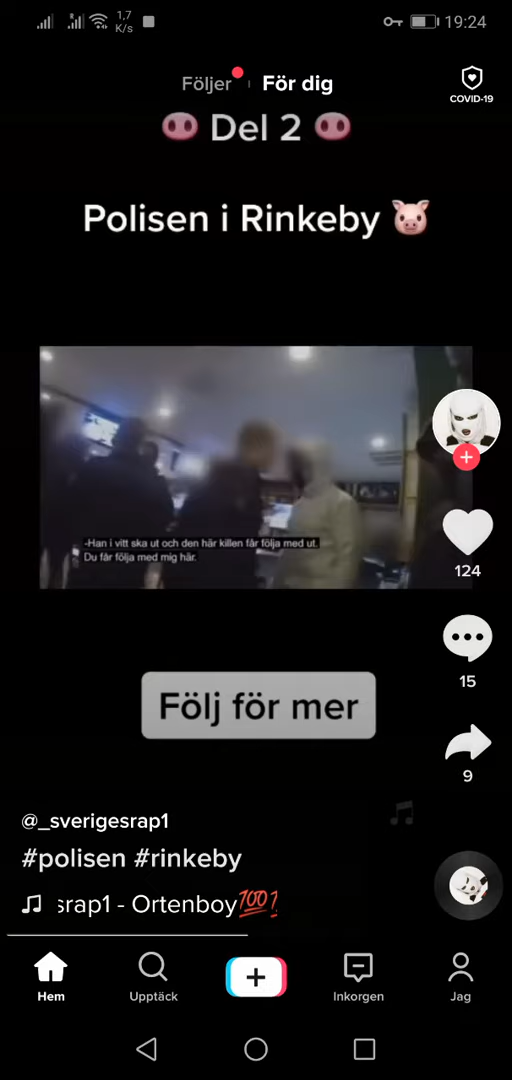 1,7
K/s
19:24
Följer För dig
COVID-19
Del 2
Polisen i Rinkeby
-Han i vitt ska ut och den här killen får följa med ut.
Du får följa med mig här.
124
15
Följ för mer
9
@_sverigesrap1
#polisen #rinkeby
srap1 - Ortenboy💯
Hem
Upptäck
Inkorgen
Jag